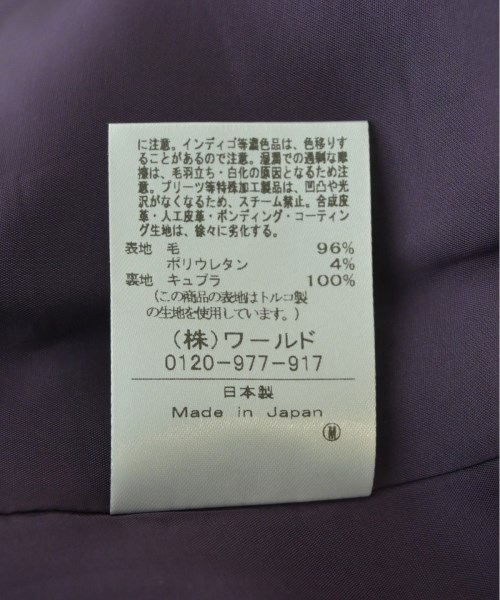 に注意。インディゴ等濃色品は、色移りす
ることがあるので注意。湿潤での過剰な摩
擦は、毛羽立ち・白化の原因となるため注
意。プリーツ等特殊加工製品は、凹凸や光
沢がなくなるため、スチーム禁止。合成皮
革・人工皮革・ボンディング・コーティン
グ生地は、徐々に劣化する。
表地 毛 96%
ポリウレタン 4%
裏地 キュプラ 100%
(この商品の表地はトルコ製
の生地を使用しています。)
(株)ワールド
0120-977-917
日本製
Made in Japan
M